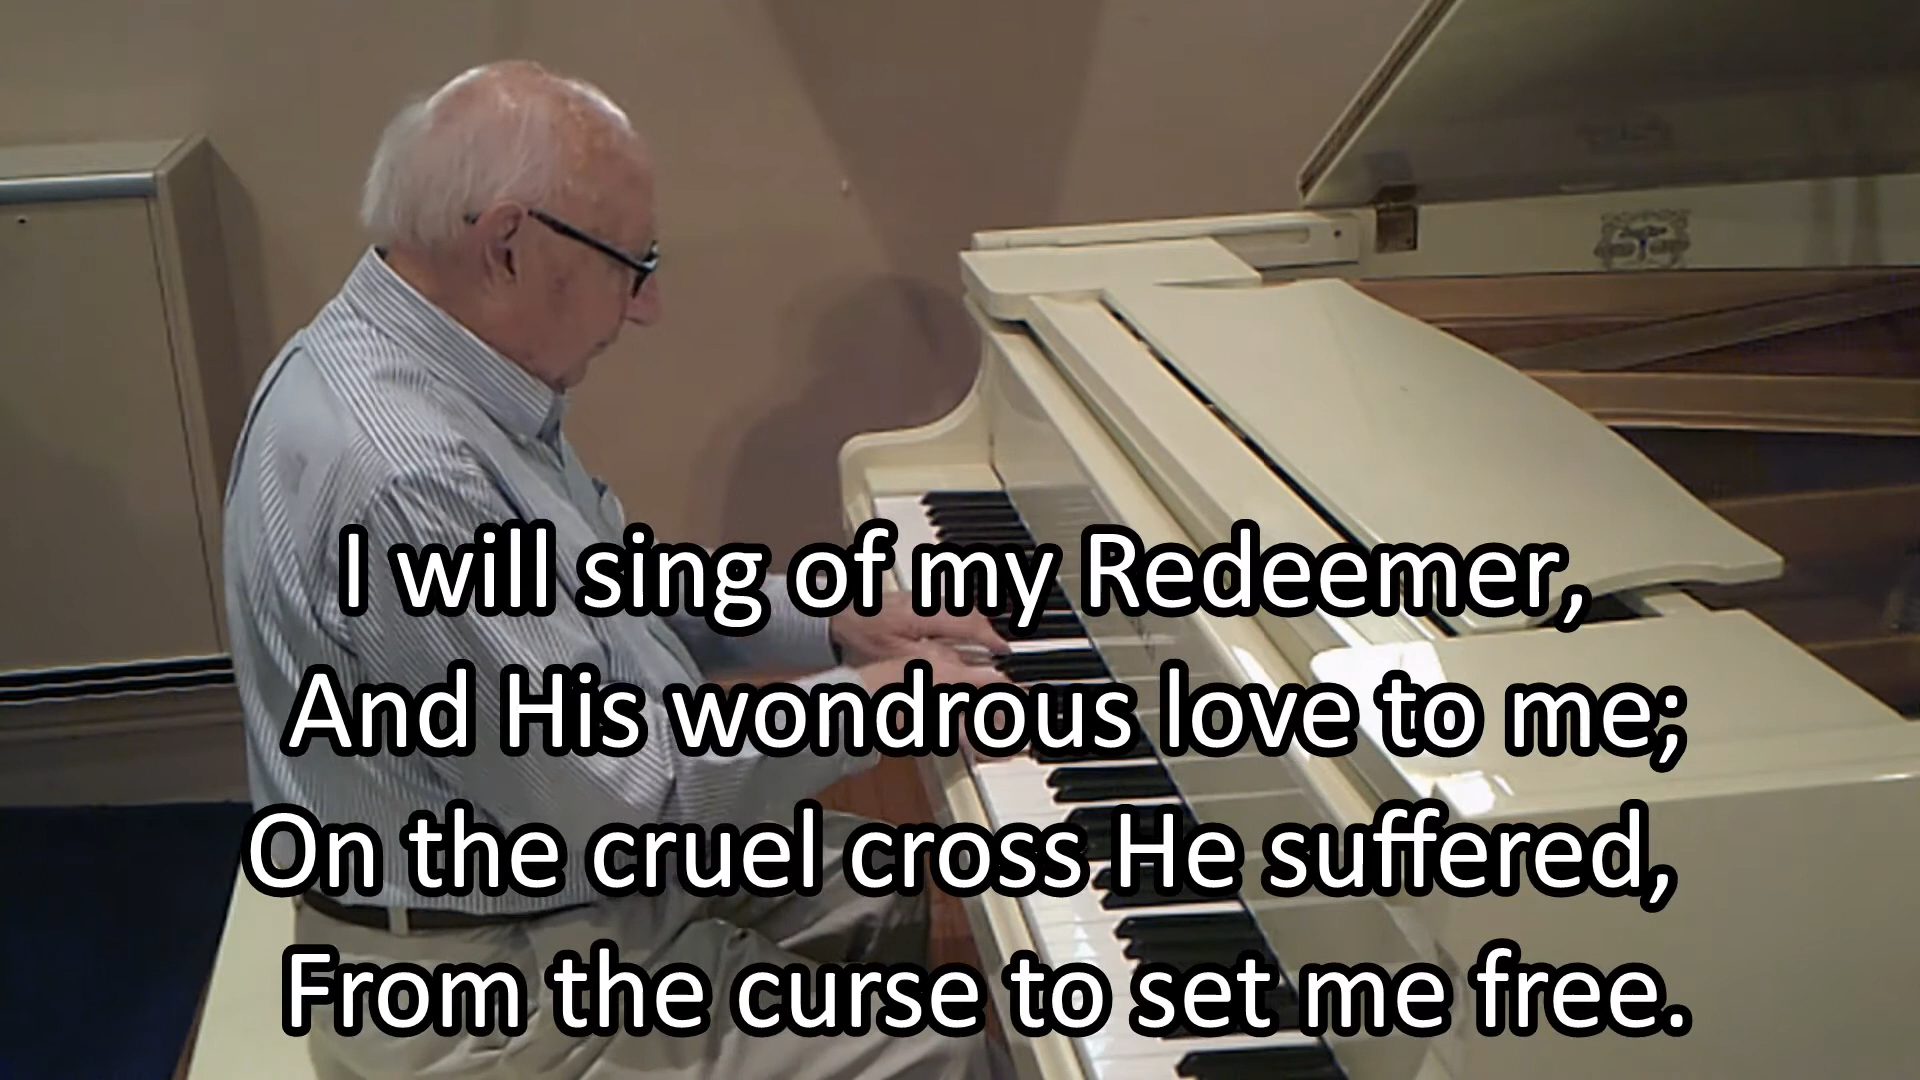 I will sing of my Redeemer,
And His wondrous love to me;
On the cruel cross He suffered,
From the curse to set me free.